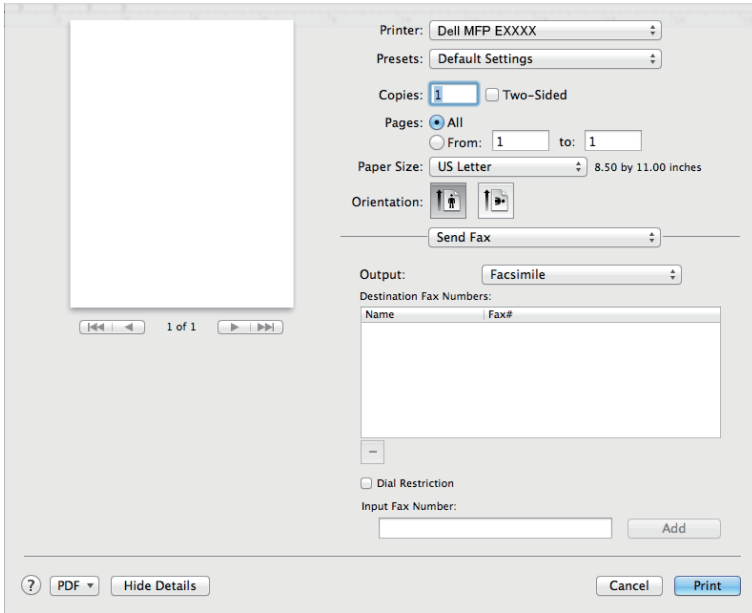 Printer: Dell MFP EXXXX
Presets: Default Settings
Copies: 1 Two-Sided
Pages: All
From: 1 to: 1
Paper Size: US Letter 8.50 by 11.00 inches
Orientation:
Send Fax
Output: Facsimile
Destination Fax Numbers:
Name Fax#
1 of 1
–
Dial Restriction
Input Fax Number:
Add
? PDF Hide Details Cancel Print